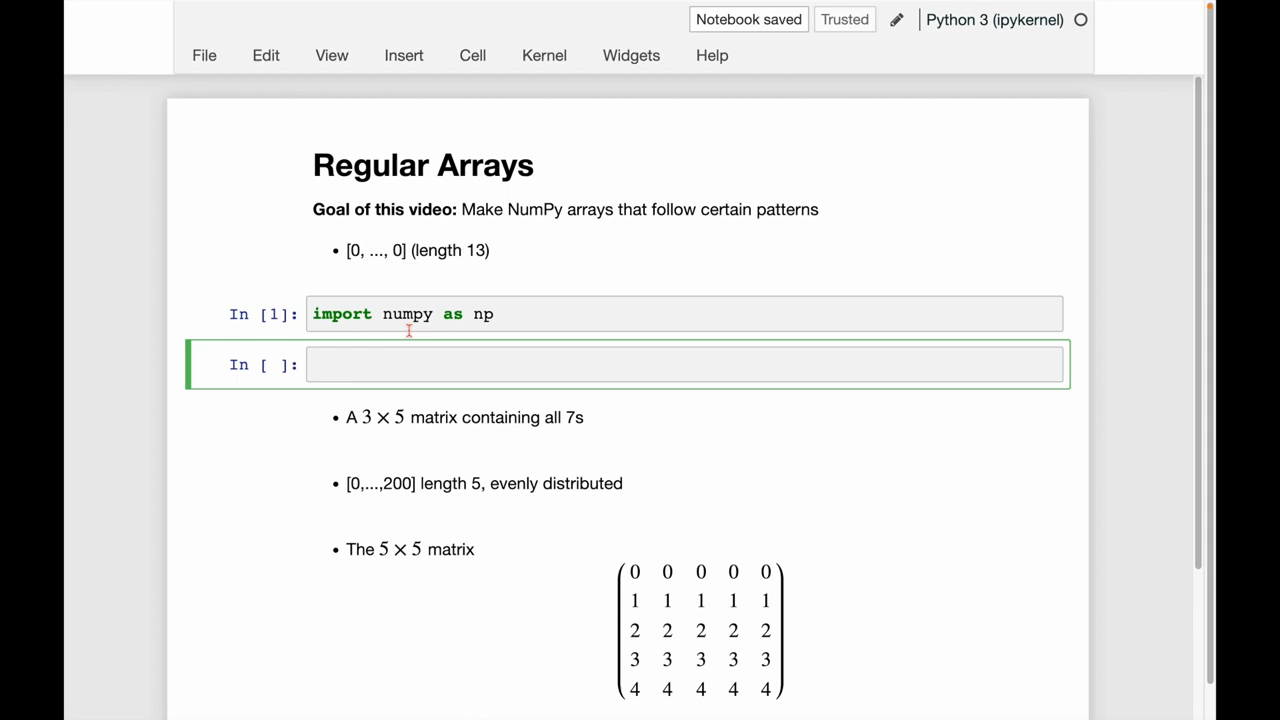 Notebook saved Trusted Python 3 (ipykernel)
File Edit View Insert Cell Kernel Widgets Help
Regular Arrays
Goal of this video: Make NumPy arrays that follow certain patterns
• [0, ..., 0] (length 13)
In [1]: import numpy as np
In [ ]:
• A 3 × 5 matrix containing all 7s
• [0,...,200] length 5, evenly distributed
• The 5 × 5 matrix
0 0 0 0 0
1 1 1 1 1
2 2 2 2 2
3 3 3 3 3
4 4 4 4 4